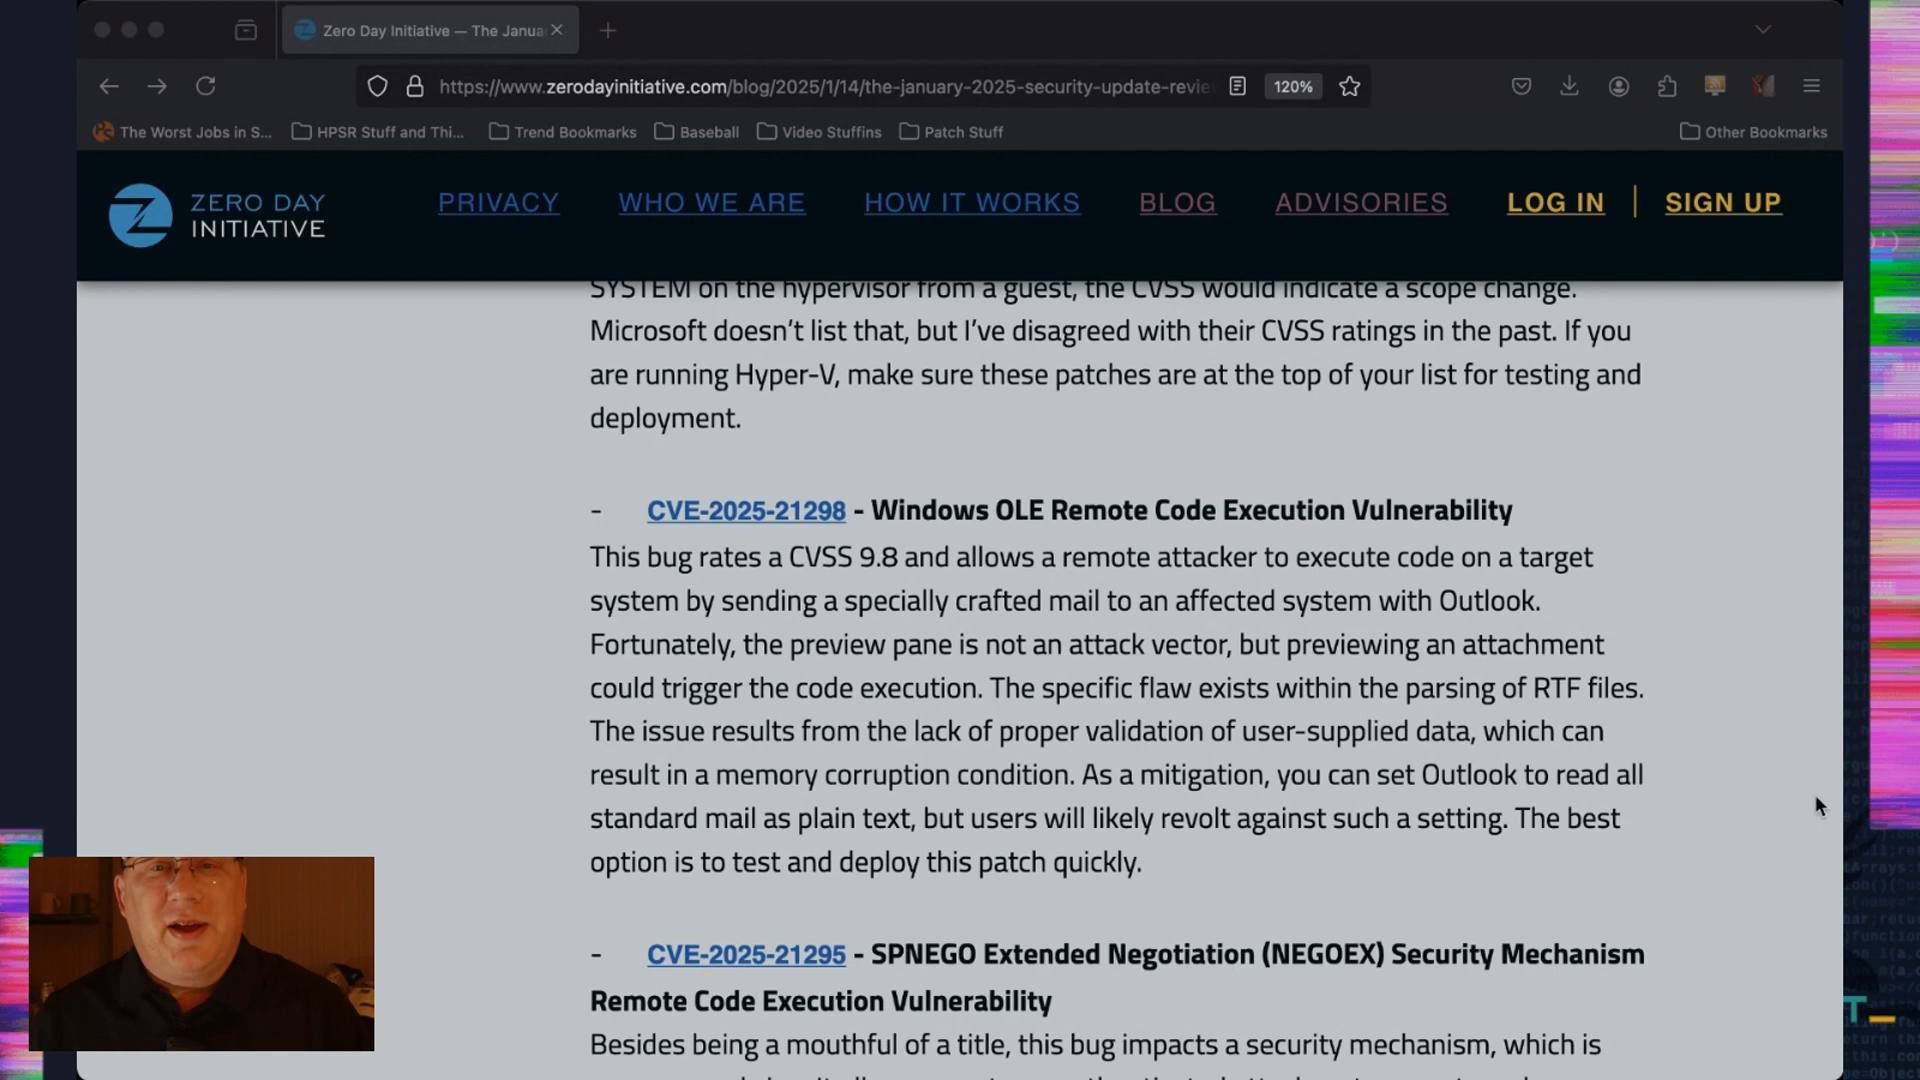 Zero Day Initiative — The Janua
https://www.zerodayinitiative.com/blog/2025/1/14/the-january-2025-security-update-revie
120%
The Worst Jobs in S...
HPSR Stuff and Thi...
Trend Bookmarks
Baseball
Video Stuffins
Patch Stuff
Other Bookmarks
ZERO DAY
INITIATIVE
PRIVACY
WHO WE ARE
HOW IT WORKS
BLOG
ADVISORIES
LOG IN
SIGN UP
SYSTEM on the hypervisor from a guest, the CVSS would indicate a scope change.
Microsoft doesn’t list that, but I’ve disagreed with their CVSS ratings in the past. If you
are running Hyper-V, make sure these patches are at the top of your list for testing and
deployment.
- CVE-2025-21298 - Windows OLE Remote Code Execution Vulnerability
This bug rates a CVSS 9.8 and allows a remote attacker to execute code on a target
system by sending a specially crafted mail to an affected system with Outlook.
Fortunately, the preview pane is not an attack vector, but previewing an attachment
could trigger the code execution. The specific flaw exists within the parsing of RTF files.
The issue results from the lack of proper validation of user-supplied data, which can
result in a memory corruption condition. As a mitigation, you can set Outlook to read all
standard mail as plain text, but users will likely revolt against such a setting. The best
option is to test and deploy this patch quickly.
- CVE-2025-21295 - SPNEGO Extended Negotiation (NEGOEX) Security Mechanism
Remote Code Execution Vulnerability
Besides being a mouthful of a title, this bug impacts a security mechanism, which is